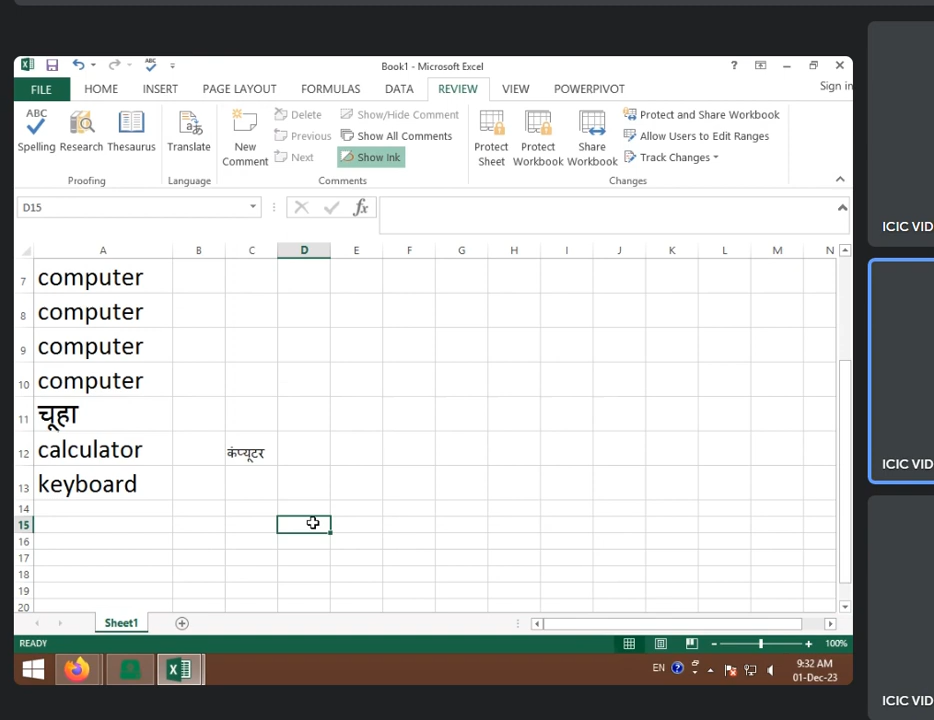 Book1 - Microsoft Excel
?
FILE HOME INSERT PAGE LAYOUT FORMULAS DATA REVIEW VIEW POWERPIVOT Sign in
ABC
Spelling Research Thesaurus
Proofing
Translate
Language
New Comment
Delete
Previous
Next
Show/Hide Comment
Show All Comments
Show Ink
Comments
Protect Sheet
Protect Workbook
Share Workbook
Protect and Share Workbook
Allow Users to Edit Ranges
Track Changes
Changes
D15
fx
A B C D E F G H I J K L M N
7 computer
8 computer
9 computer
10 computer
11 चूहा
12 calculator कंप्यूटर
13 keyboard
14
15
16
17
18
19
20
Sheet1
READY 100%
EN 9:32 AM
01-Dec-23
ICIC VID
ICIC VID
ICIC VID